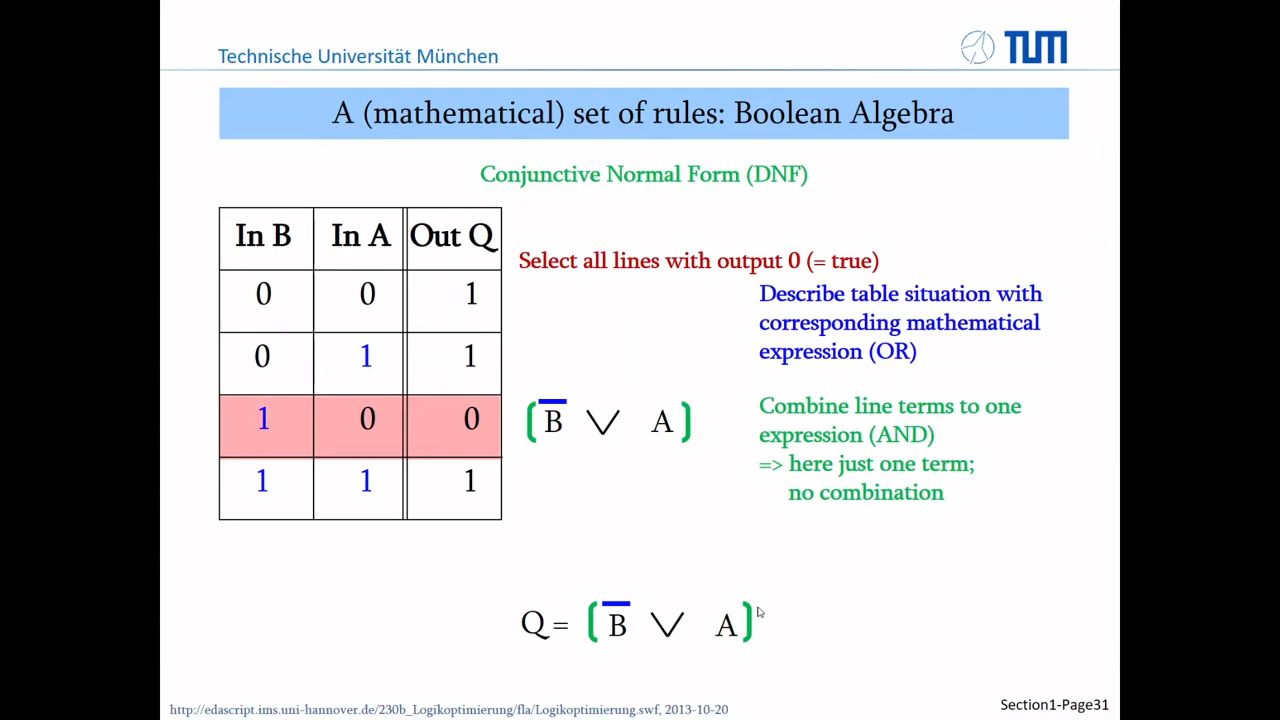 Technische Universität München
TUM
A (mathematical) set of rules: Boolean Algebra
Conjunctive Normal Form (DNF)
In B In A Out Q
0 0 1
0 1 1
1 0 0
1 1 1
Select all lines with output 0 (= true)
Describe table situation with
corresponding mathematical
expression (OR)
(B̅ ∨ A)
Combine line terms to one
expression (AND)
=> here just one term;
no combination
Q = (B̅ ∨ A)
http://edascript.ims.uni-hannover.de/230b_Logikoptimierung/fla/Logikoptimierung.swf, 2013-10-20
Section1-Page31